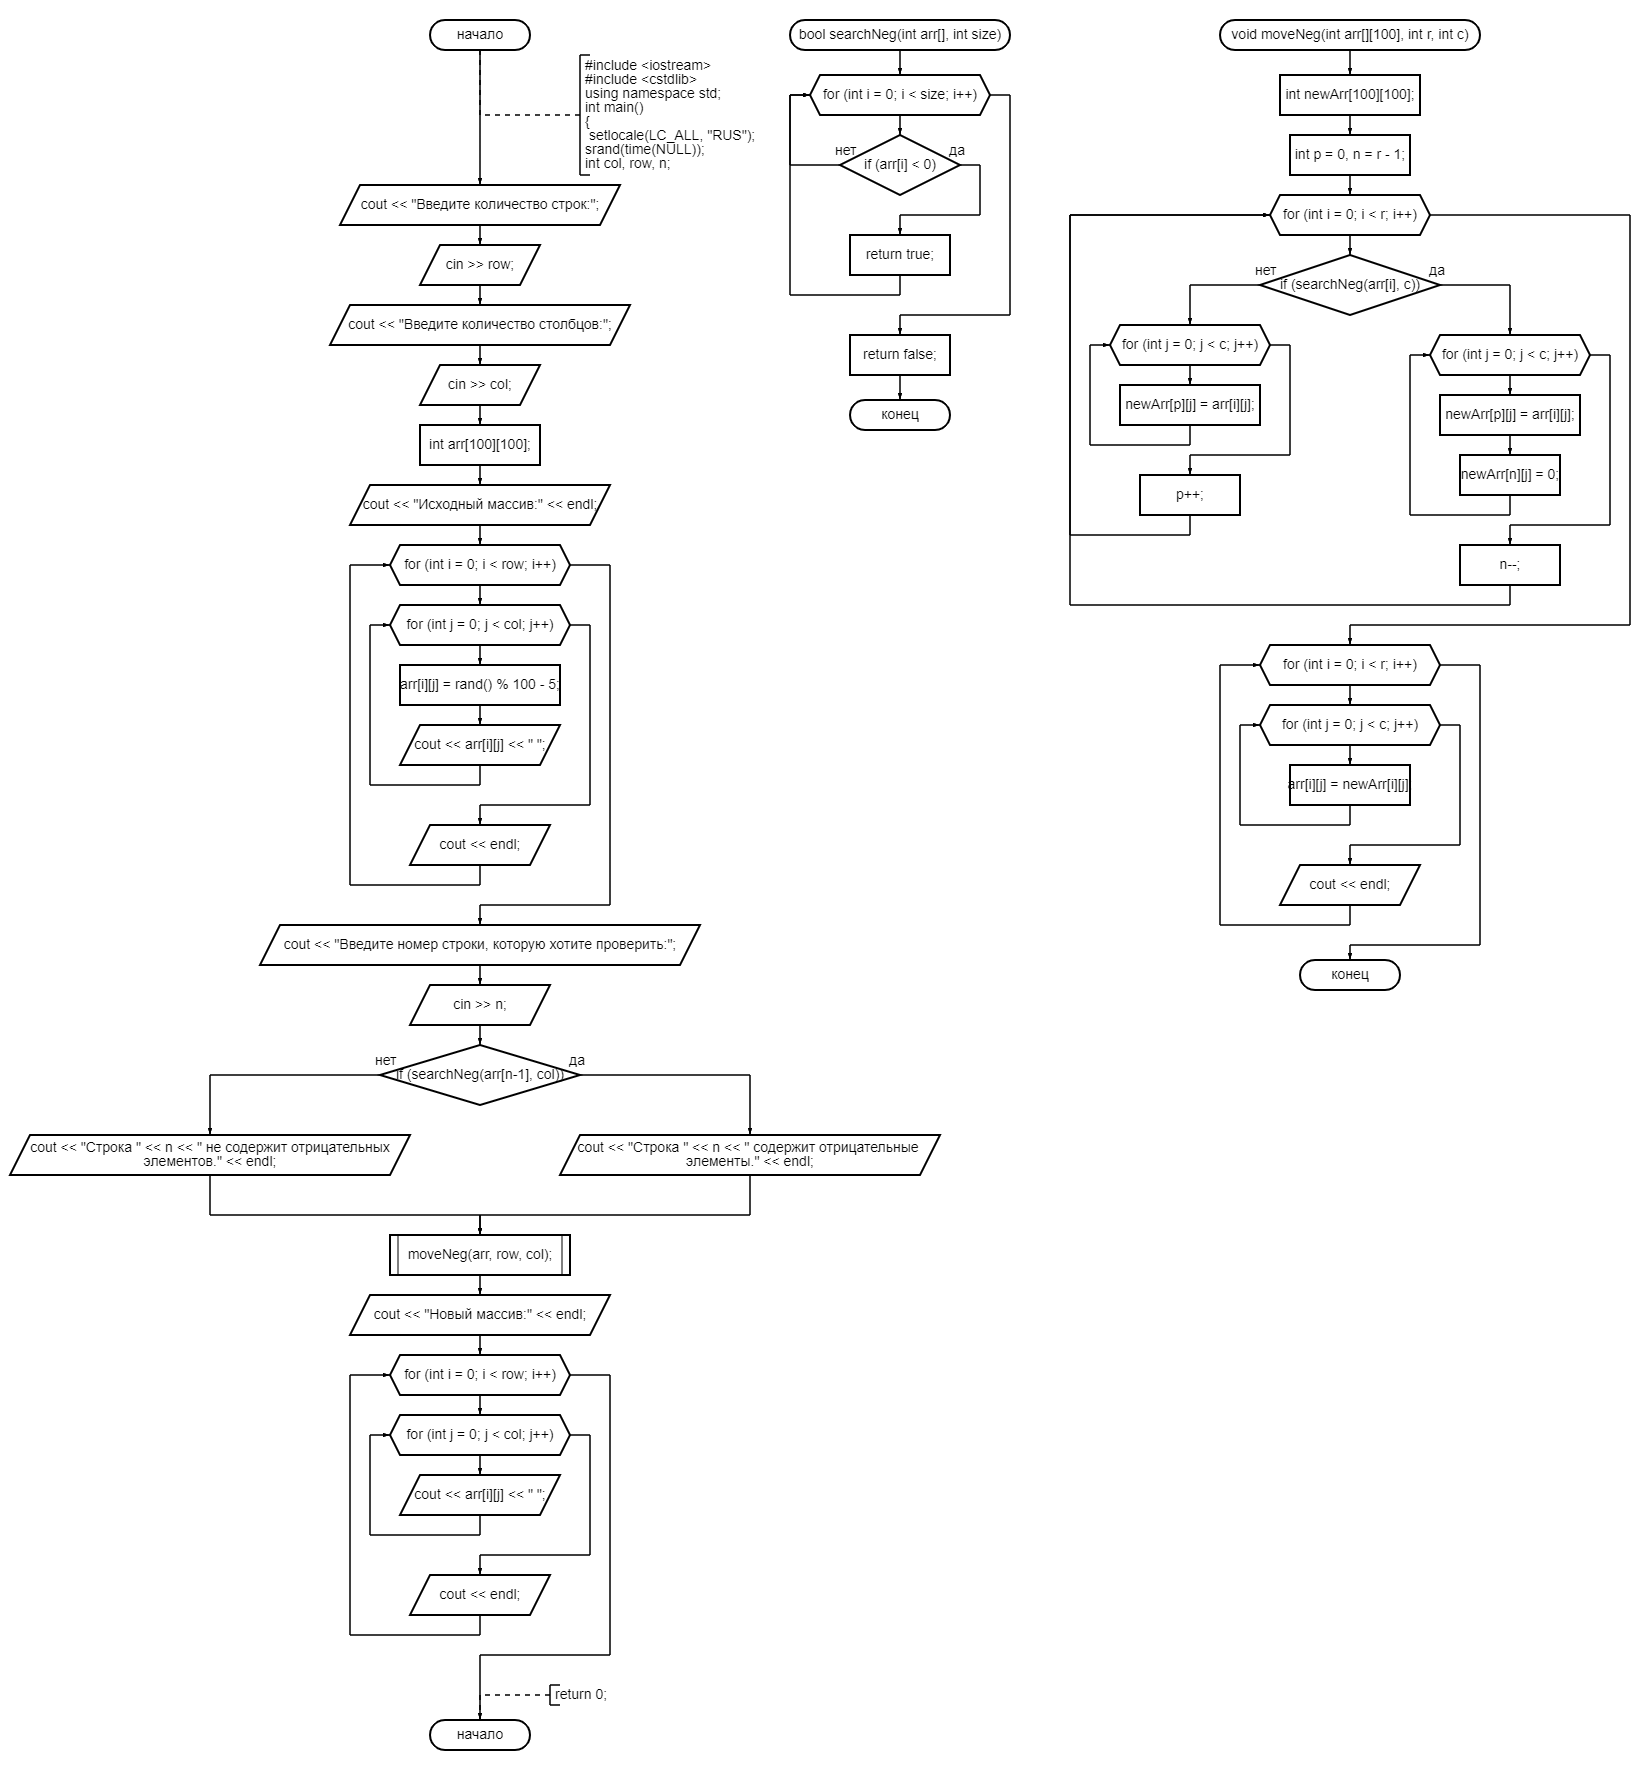 начало
#include <iostream>
#include <cstdlib>
using namespace std;
int main()
{
setlocale(LC_ALL, "RUS");
srand(time(NULL));
int col, row, n;
cout << "Введите количество строк:";
cin >> row;
cout << "Введите количество столбцов:";
cin >> col;
int arr[100][100];
cout << "Исходный массив:" << endl;
for (int i = 0; i < row; i++)
for (int j = 0; j < col; j++)
arr[i][j] = rand() % 100 - 5;
cout << arr[i][j] << " ";
cout << endl;
cout << "Введите номер строки, которую хотите проверить:";
cin >> n;
нет
да
if (searchNeg(arr[n-1], col))
cout << "Строка " << n << " не содержит отрицательных
элементов." << endl;
cout << "Строка " << n << " содержит отрицательные
элементы." << endl;
moveNeg(arr, row, col);
cout << "Новый массив:" << endl;
for (int i = 0; i < row; i++)
for (int j = 0; j < col; j++)
cout << arr[i][j] << " ";
cout << endl;
return 0;
начало
bool searchNeg(int arr[], int size)
for (int i = 0; i < size; i++)
нет
да
if (arr[i] < 0)
return true;
return false;
конец
void moveNeg(int arr[][100], int r, int c)
int newArr[100][100];
int p = 0, n = r - 1;
for (int i = 0; i < r; i++)
нет
да
if (searchNeg(arr[i], c))
for (int j = 0; j < c; j++)
newArr[p][j] = arr[i][j];
p++;
for (int j = 0; j < c; j++)
newArr[p][j] = arr[i][j];
newArr[n][j] = 0;
n--;
for (int i = 0; i < r; i++)
for (int j = 0; j < c; j++)
arr[i][j] = newArr[i][j]
cout << endl;
конец